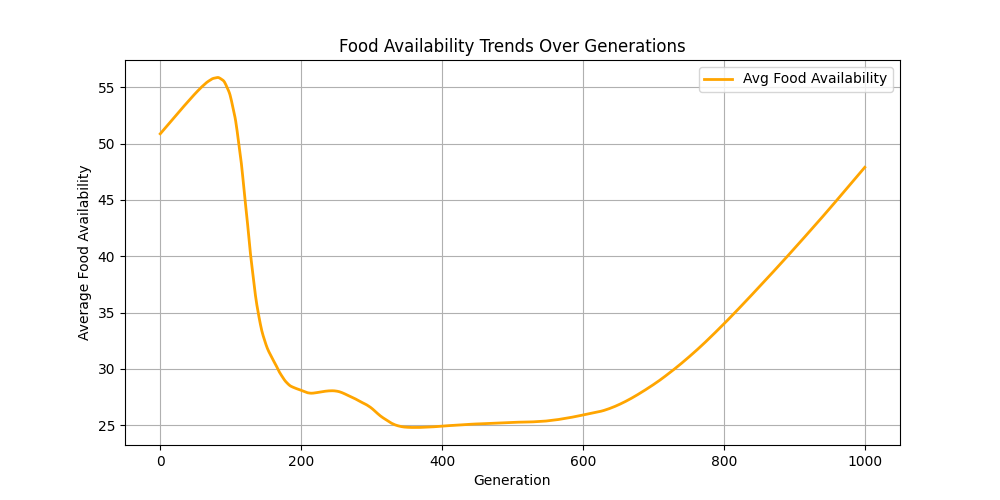 Food Availability Trends Over Generations
Avg Food Availability
Average Food Availability
55
50
45
40
35
30
25
0 200 400 600 800 1000
Generation